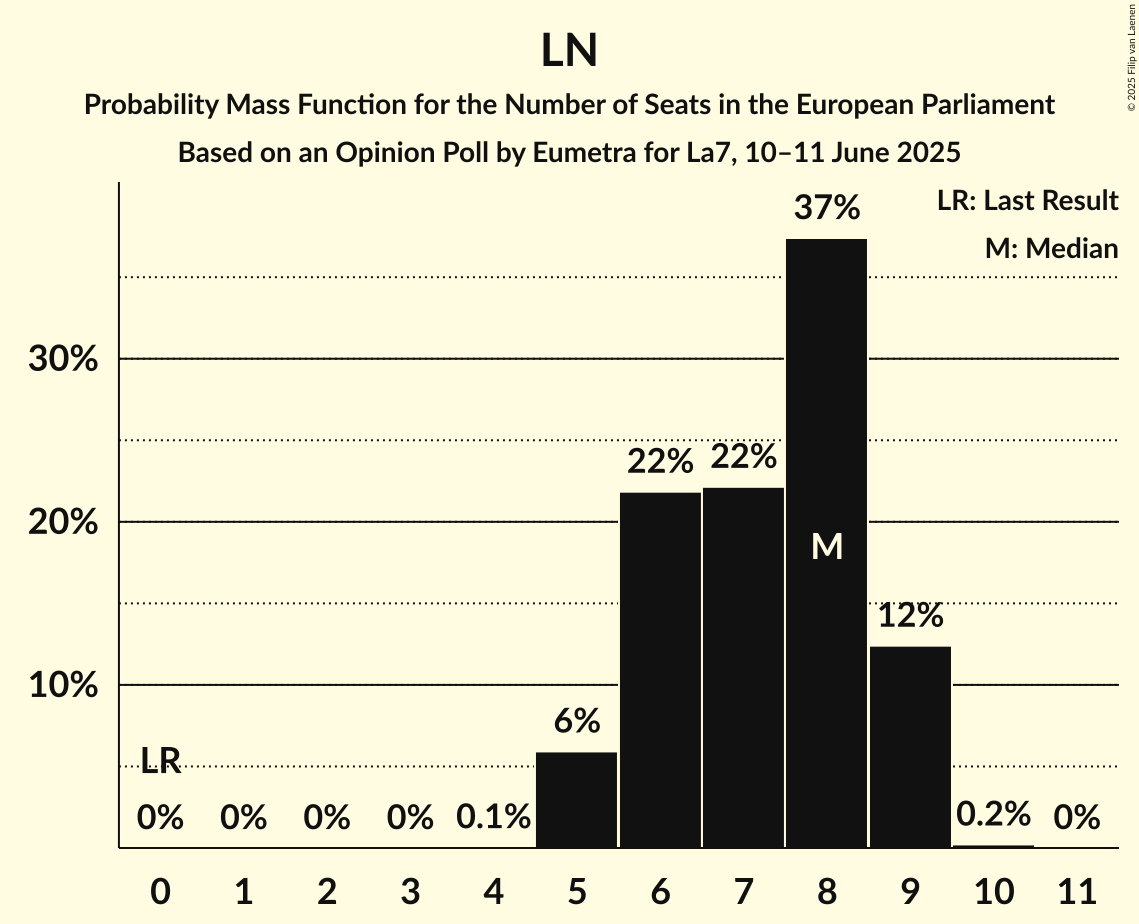 LN
Probability Mass Function for the Number of Seats in the European Parliament
Based on an Opinion Poll by Eumetra for La7, 10–11 June 2025
© 2025 Filip van Laenen
LR: Last Result
M: Median
37%
30%
22% 22%
20%
M
12%
10%
6%
LR
0% 0% 0% 0% 0.1% 0.2% 0%
0 1 2 3 4 5 6 7 8 9 10 11